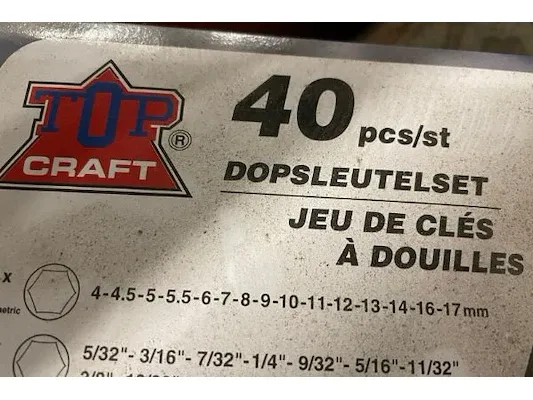 TOP
CRAFT ®
40 pcs/st
DOPSLEUTELSET
JEU DE CLÉS
À DOUILLES
x
etric
4-4.5-5-5.5-6-7-8-9-10-11-12-13-14-16-17mm
5/32"- 3/16"- 7/32"-1/4"- 9/32"- 5/16"-11/32"